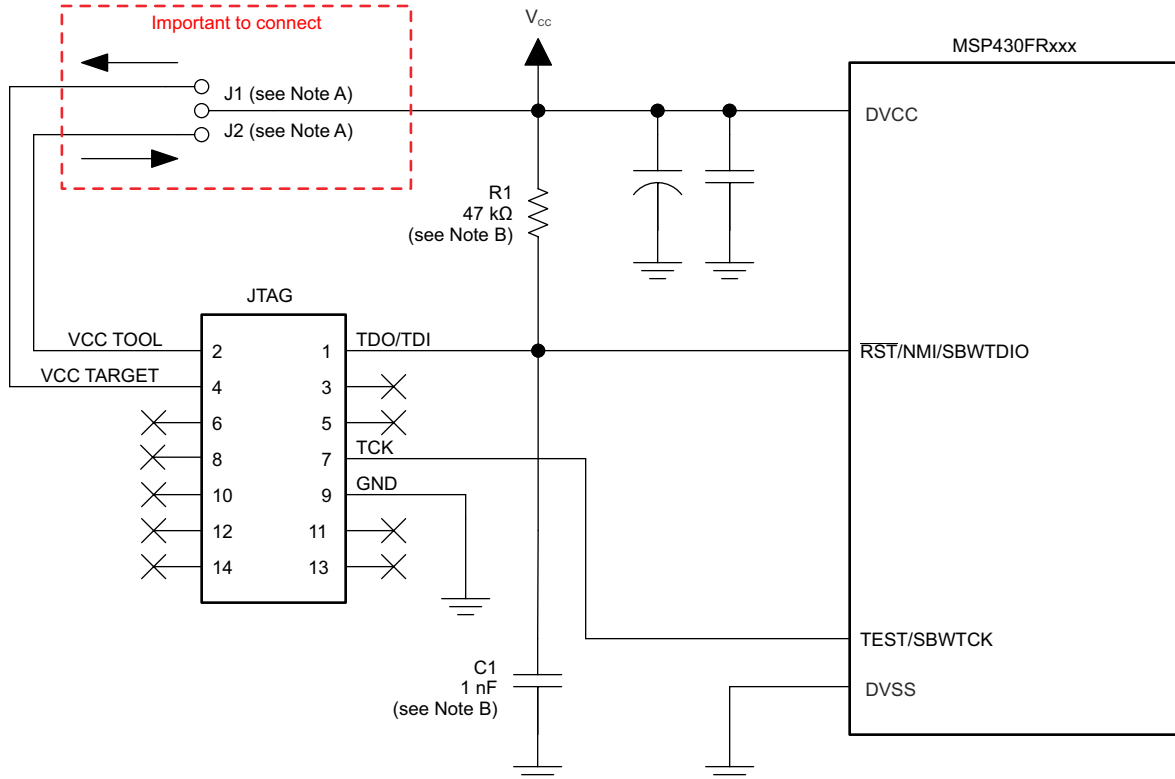 Important to connect
VCC
MSP430FRxxx
J1 (see Note A)
J2 (see Note A)
DVCC
R1
47 kΩ
(see Note B)
JTAG
VCC TOOL
2
1
TDO/TDI
RST/NMI/SBWTDIO
VCC TARGET
4
3
6
5
8
7
TCK
10
9
GND
12
11
14
13
TEST/SBWTCK
C1
1 nF
(see Note B)
DVSS